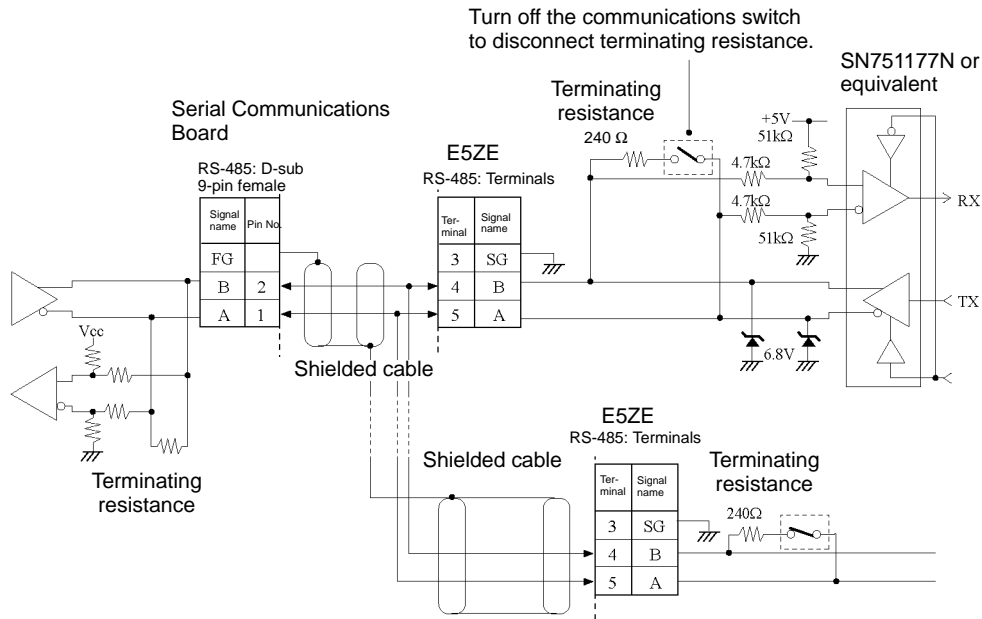 Turn off the communications switch
to disconnect terminating resistance.
SN751177N or
equivalent
Terminating
resistance
Serial Communications
Board
+5V
51kΩ
240 Ω
E5ZE
RS-485: D-sub
9-pin female
RS-485: Terminals
4.7kΩ
RX
Signal
name
Pin No.
Ter-
minal
Signal
name
4.7kΩ
51kΩ
FG
3 SG
B 2
4 B
TX
A 1
5 A
Vcc
6.8V
Shielded cable
E5ZE
RS-485: Terminals
Terminating
resistance
Shielded cable
Terminating
resistance
Ter-
minal
Signal
name
240Ω
3 SG
4 B
5 A